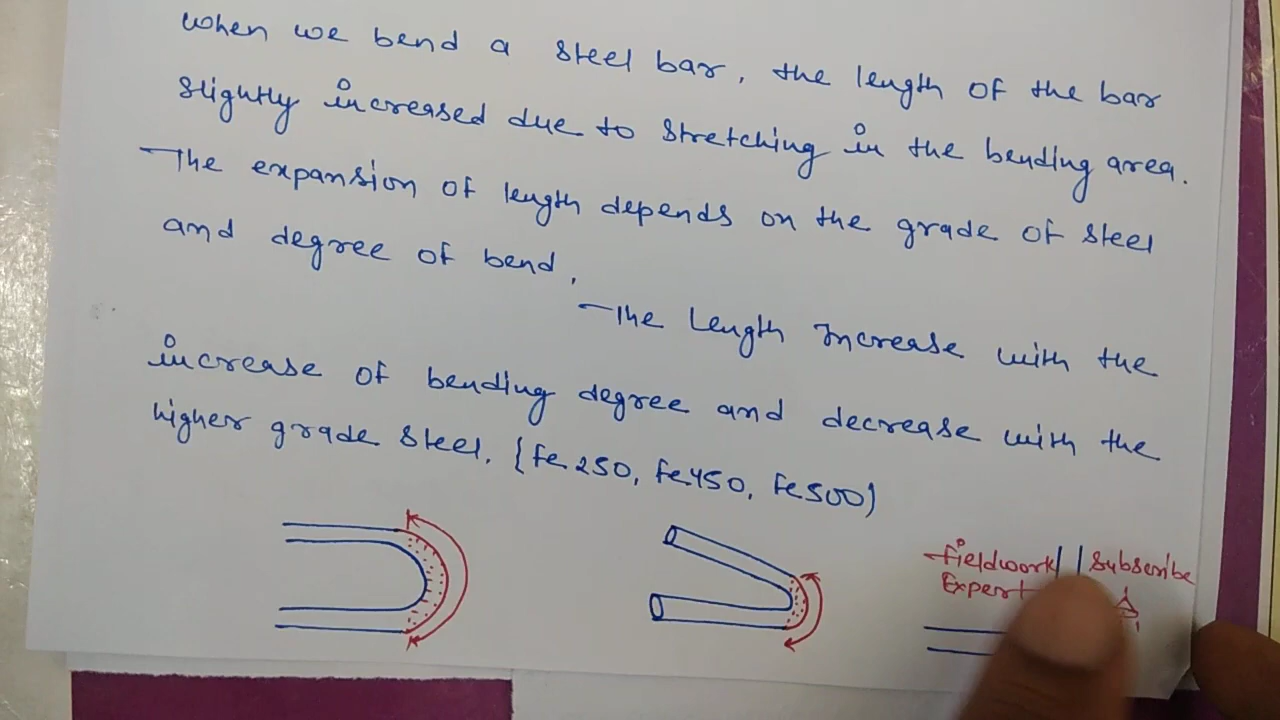 when we bend a steel bar, the length of the bar
slightly increased due to stretching in the bending area.
The expansion of length depends on the grade of steel
and degree of bend,
The Length Increase with the
increase of bending degree and decrease with the
higher grade steel. {Fe250, Fe450, Fe500}
Fieldwork
Expert
Subscribe